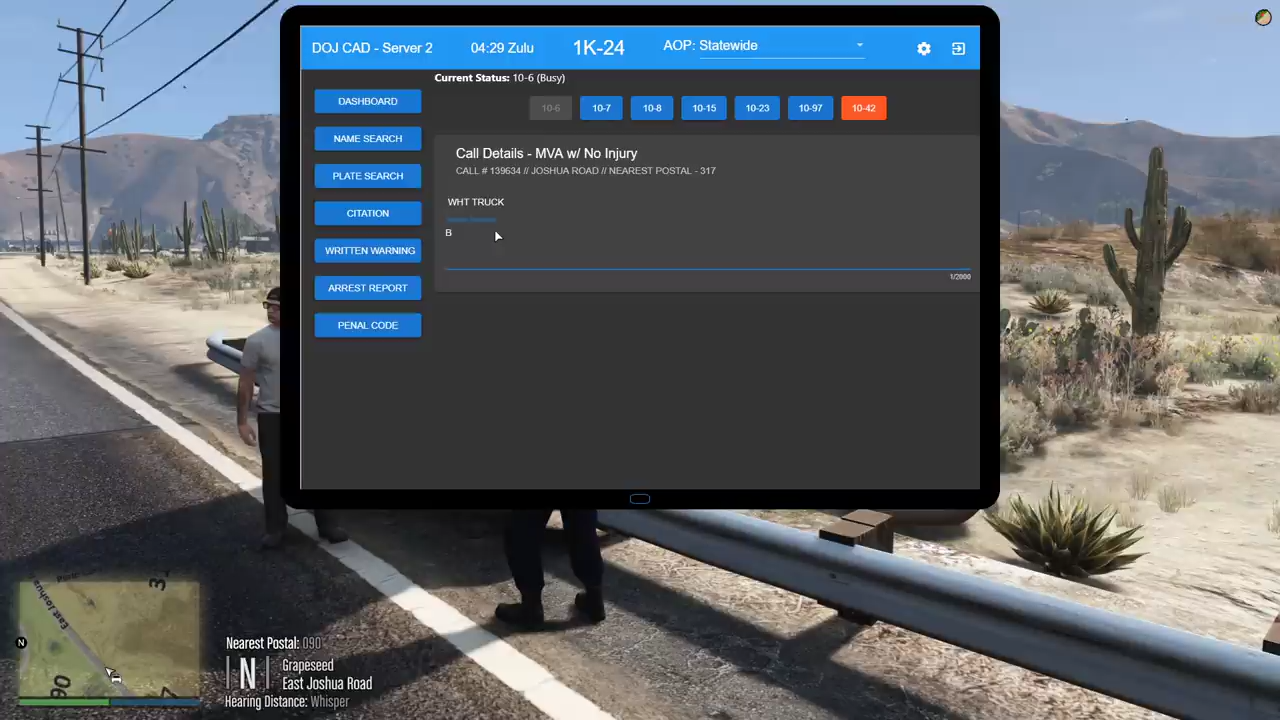 DOJ CAD - Server 2
04:29 Zulu
1K-24
AOP: Statewide
Current Status: 10-6 (Busy)
10-6
10-7
10-8
10-15
10-23
10-97
10-42
DASHBOARD
NAME SEARCH
PLATE SEARCH
CITATION
WRITTEN WARNING
ARREST REPORT
PENAL CODE
Call Details - MVA w/ No Injury
CALL # 139634 // JOSHUA ROAD // NEAREST POSTAL - 317
WHT TRUCK
B
1/2000
East Joshua
90
N
Nearest Postal: 090
| N |
Grapeseed
East Joshua Road
Hearing Distance: Whisper